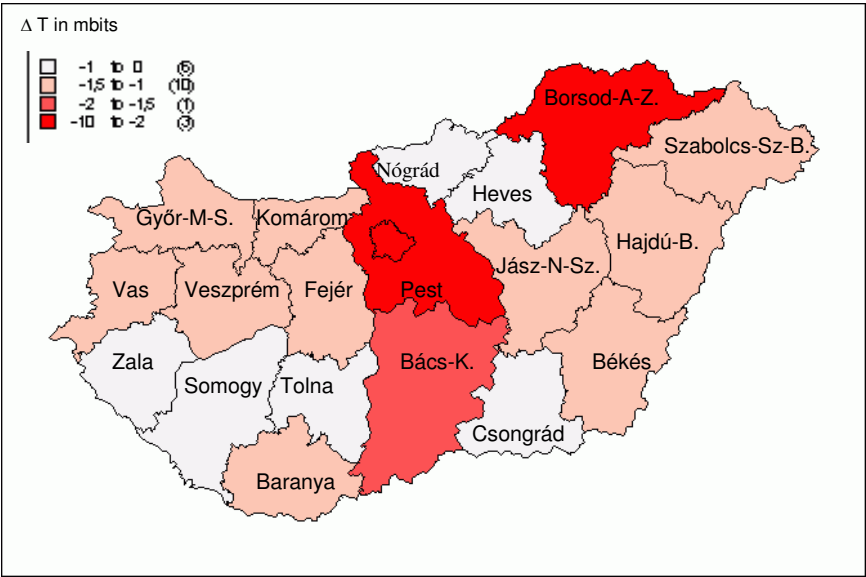 Δ T in mbits
-1 to 0 (6)
-1,5 to -1 (10)
-2 to -1,5 (1)
-10 to -2 (3)
Borsod-A-Z.
Szabolcs-Sz-B.
Nógrád
Heves
Győr-M-S.
Komárom
Hajdú-B.
Jász-N-Sz.
Vas
Veszprém
Fejér
Pest
Zala
Bács-K.
Békés
Somogy
Tolna
Csongrád
Baranya